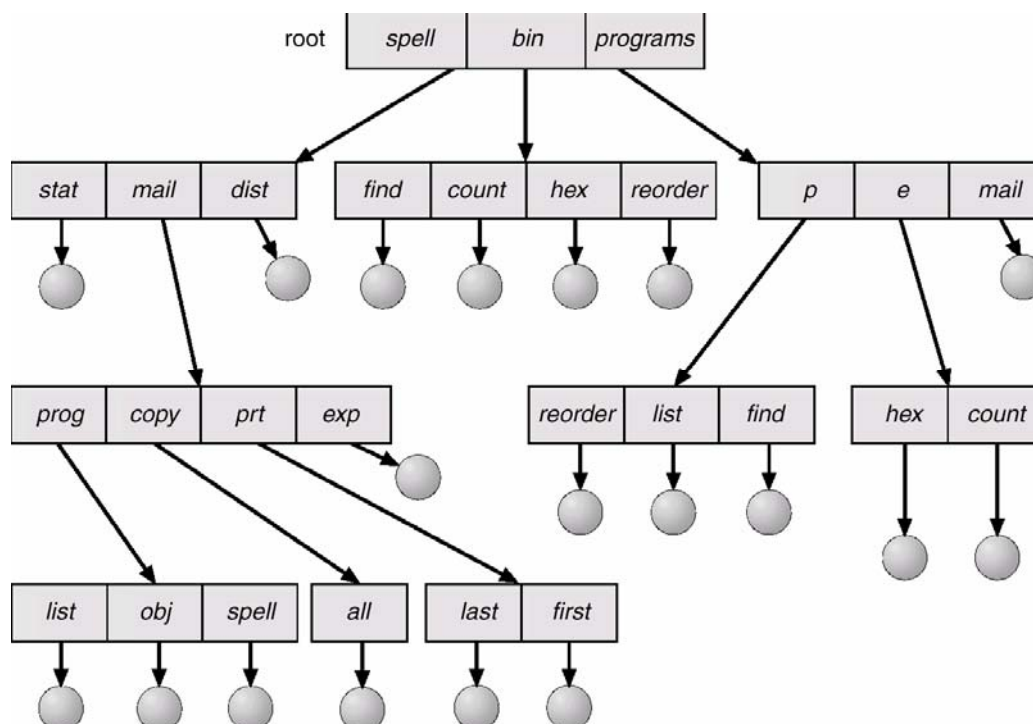 root spell bin programs
stat mail dist find count hex reorder p e mail
prog copy prt exp reorder list find hex count
list obj spell all last first